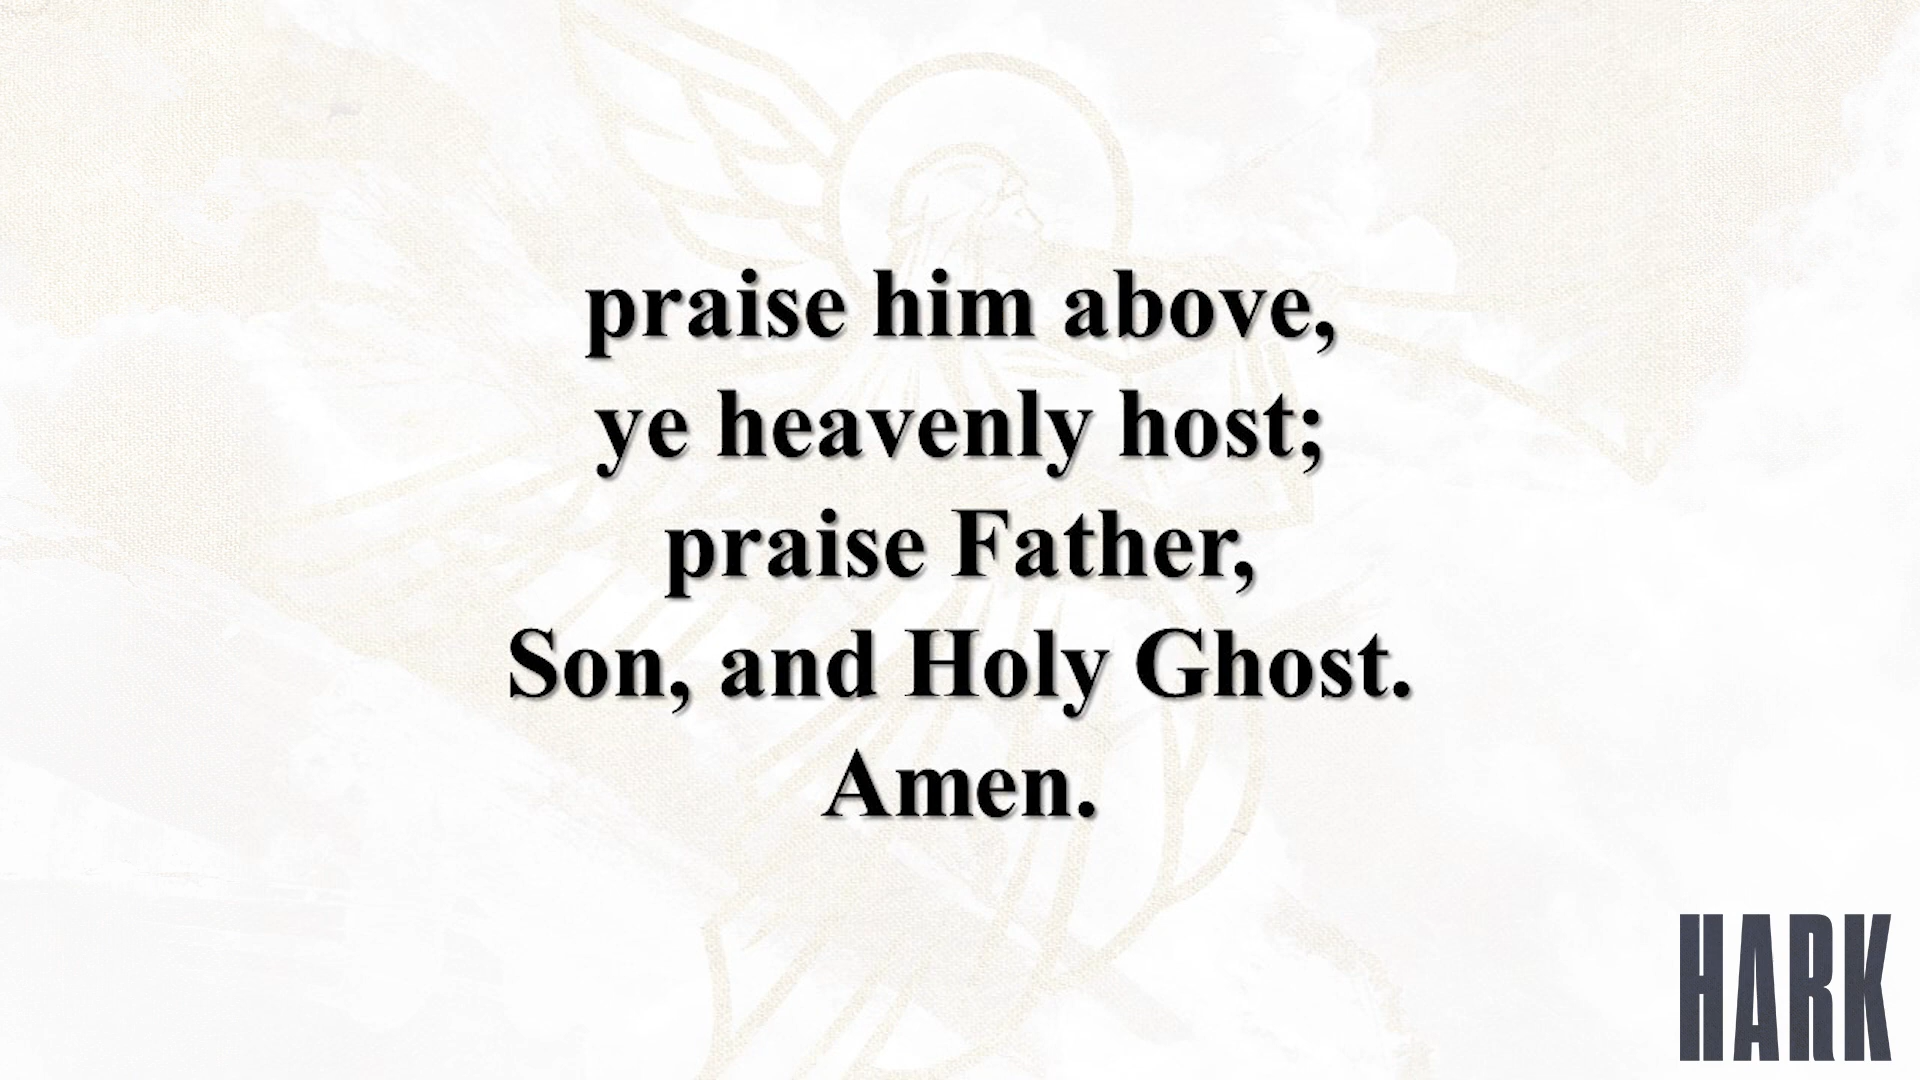 praise him above,
ye heavenly host;
praise Father,
Son, and Holy Ghost.
Amen.
HARK